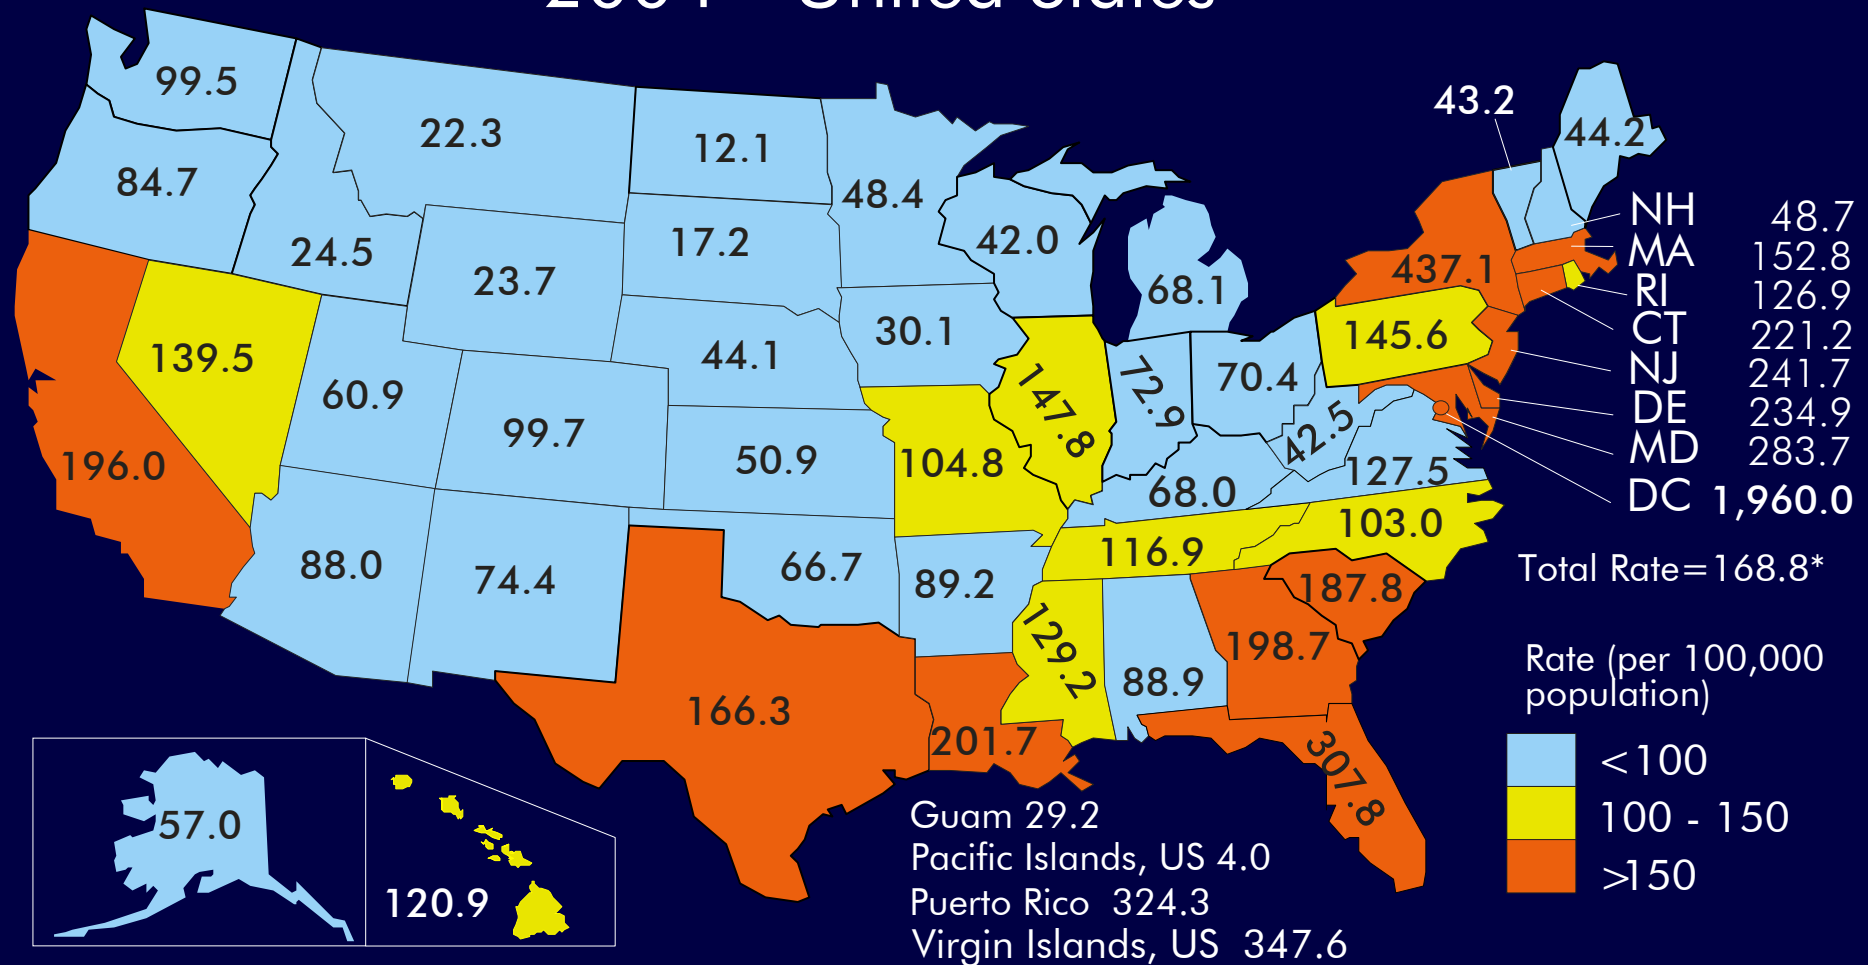 99.5
22.3
12.1
43.2
44.2
84.7
48.4
NH 48.7
24.5
17.2
42.0
MA 152.8
23.7
68.1
437.1
RI 126.9
139.5
44.1
30.1
145.6
CT 221.2
60.9
147.8
72.9
70.4
NJ 241.7
99.7
42.5
DE 234.9
196.0
50.9
104.8
127.5
MD 283.7
68.0
DC 1,960.0
103.0
88.0
74.4
66.7
89.2
116.9
187.8
Total Rate=168.8*
129.2
198.7
88.9
Rate (per 100,000
population)
166.3
201.7
307.8
<100
57.0
Guam 29.2
100 - 150
Pacific Islands, US 4.0
>150
120.9
Puerto Rico 324.3
Virgin Islands, US 347.6